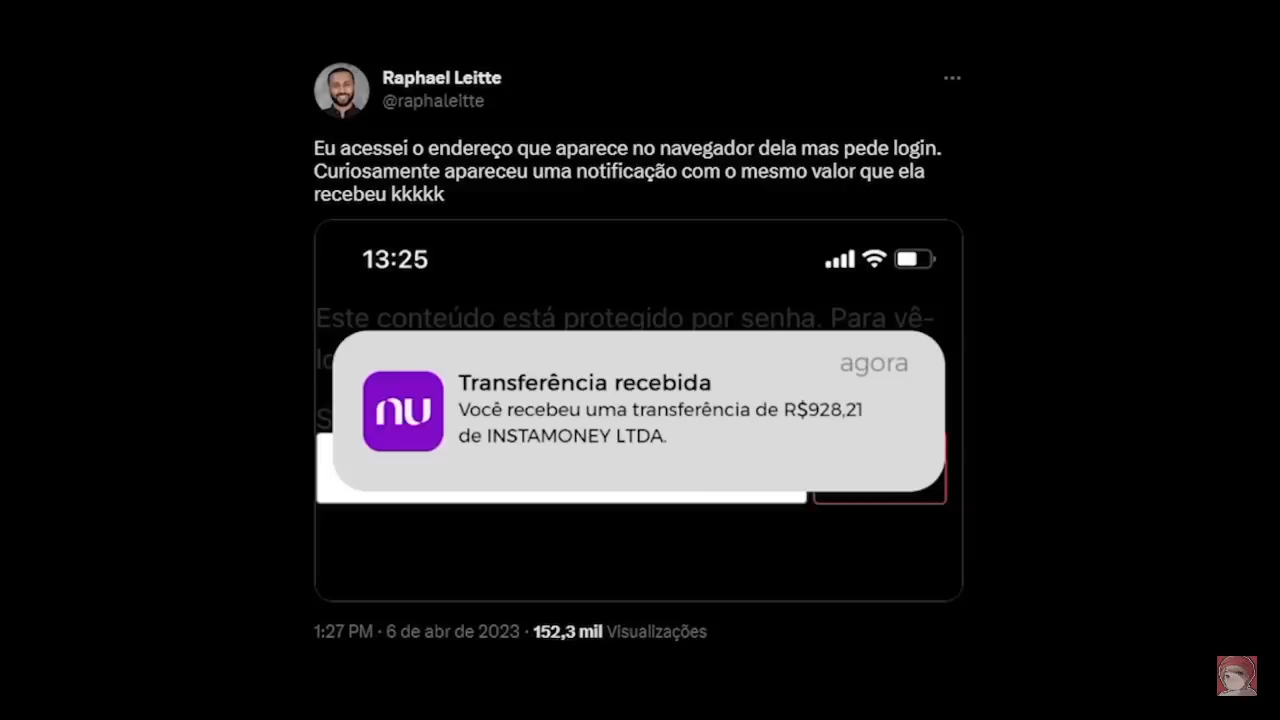 Raphael Leitte
@raphaleitte
Eu acessei o endereço que aparece no navegador dela mas pede login.
Curiosamente apareceu uma notificação com o mesmo valor que ela
recebeu kkkkk
13:25
Este conteúdo está protegido por senha. Para vê-
agora
nu
Transferência recebida
Você recebeu uma transferência de R$928,21
de INSTAMONEY LTDA.
1:27 PM · 6 de abr de 2023 · 152,3 mil Visualizações